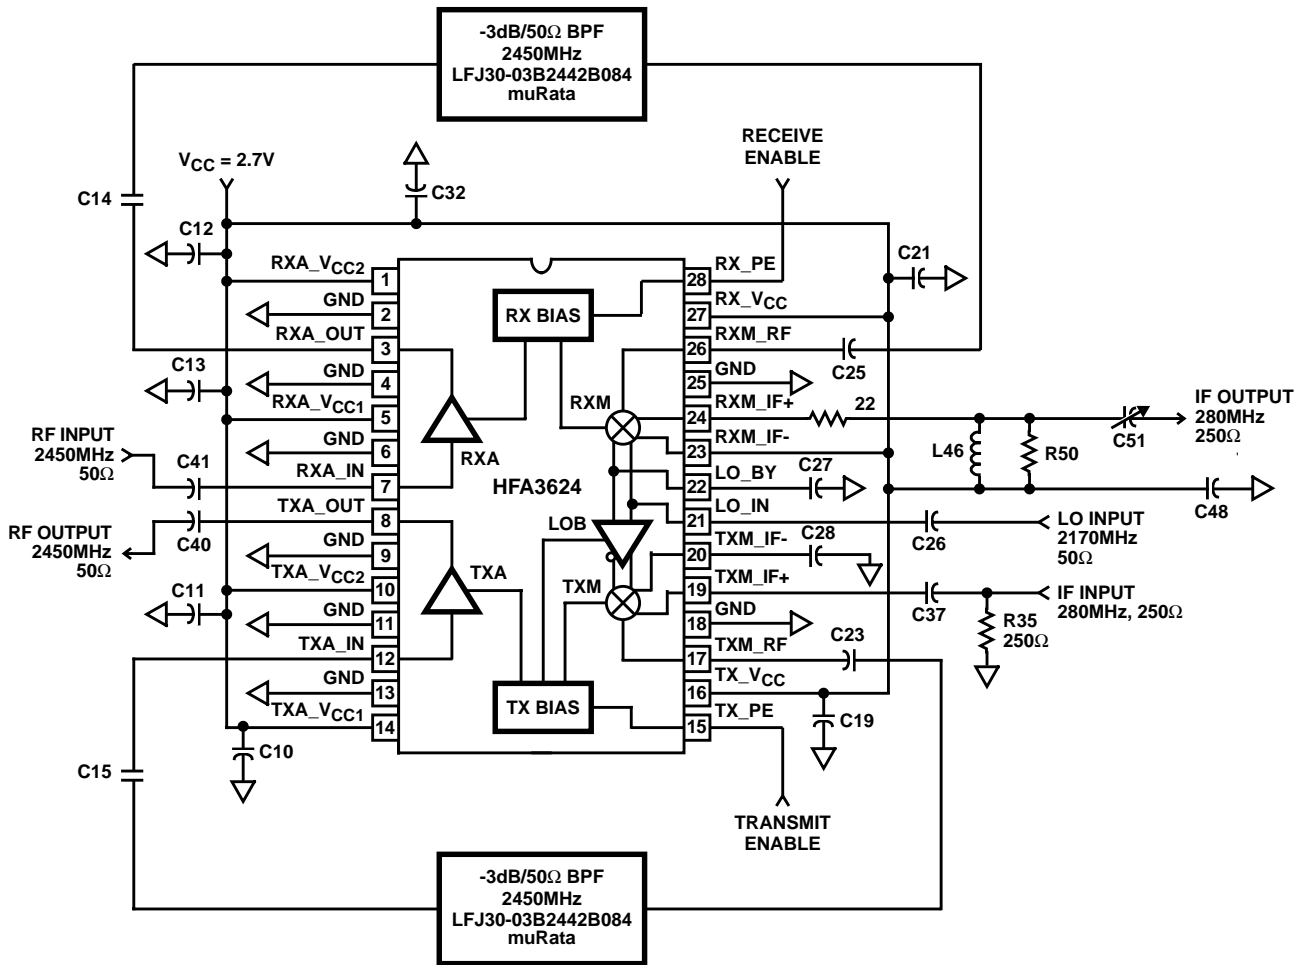 -3dB/50Ω BPF
2450MHz
LFJ30-03B2442B084
muRata
RECEIVE
ENABLE
VCC = 2.7V
C14
C32
C12
C21
RXA_VCC2
1
28
RX_PE
GND
2
RX BIAS
27
RX_VCC
RXA_OUT
3
26
RXM_RF
C25
C13
GND
4
25
GND
RXA_VCC1
5
RXM
24
RXM_IF+
22
IF OUTPUT
280MHz
250Ω
C51
L46
R50
RF INPUT
2450MHz
50Ω
GND
6
RXA
23
RXM_IF-
C41
RXA_IN
7
HFA3624
22
LO_BY
C27
C48
RF OUTPUT
2450MHz
50Ω
C40
TXA_OUT
8
LOB
21
LO_IN
C26
LO INPUT
2170MHz
50Ω
GND
9
20
TXM_IF-
C28
C11
TXA_VCC2
10
TXA
TXM
19
TXM_IF+
C37
IF INPUT
280MHz, 250Ω
R35
250Ω
GND
11
18
GND
TXA_IN
12
17
TXM_RF
C23
GND
13
TX BIAS
16
TX_VCC
C19
TXA_VCC1
14
15
TX_PE
C10
C15
TRANSMIT
ENABLE
-3dB/50Ω BPF
2450MHz
LFJ30-03B2442B084
muRata